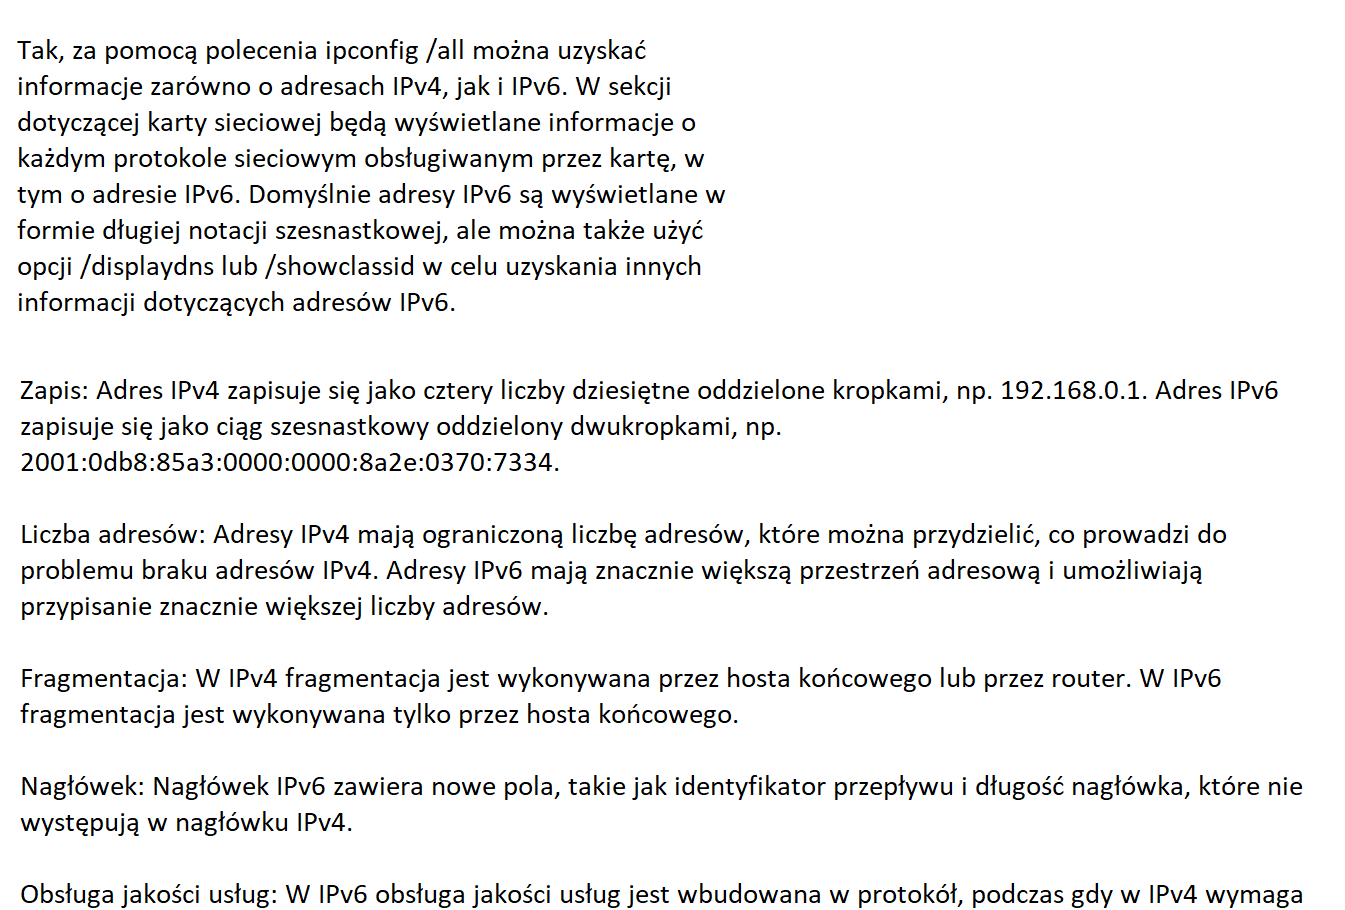 Tak, za pomocą polecenia ipconfig /all można uzyskać
informacje zarówno o adresach IPv4, jak i IPv6. W sekcji
dotyczącej karty sieciowej będą wyświetlane informacje o
każdym protokole sieciowym obsługiwanym przez kartę, w
tym o adresie IPv6. Domyślnie adresy IPv6 są wyświetlane w
formie długiej notacji szesnastkowej, ale można także użyć
opcji /displaydns lub /showclassid w celu uzyskania innych
informacji dotyczących adresów IPv6.
Zapis: Adres IPv4 zapisuje się jako cztery liczby dziesiętne oddzielone kropkami, np. 192.168.0.1. Adres IPv6
zapisuje się jako ciąg szesnastkowy oddzielony dwukropkami, np.
2001:0db8:85a3:0000:0000:8a2e:0370:7334.
Liczba adresów: Adresy IPv4 mają ograniczoną liczbę adresów, które można przydzielić, co prowadzi do
problemu braku adresów IPv4. Adresy IPv6 mają znacznie większą przestrzeń adresową i umożliwiają
przypisanie znacznie większej liczby adresów.
Fragmentacja: W IPv4 fragmentacja jest wykonywana przez hosta końcowego lub przez router. W IPv6
fragmentacja jest wykonywana tylko przez hosta końcowego.
Nagłówek: Nagłówek IPv6 zawiera nowe pola, takie jak identyfikator przepływu i długość nagłówka, które nie
występują w nagłówku IPv4.
Obsługa jakości usług: W IPv6 obsługa jakości usług jest wbudowana w protokół, podczas gdy w IPv4 wymaga